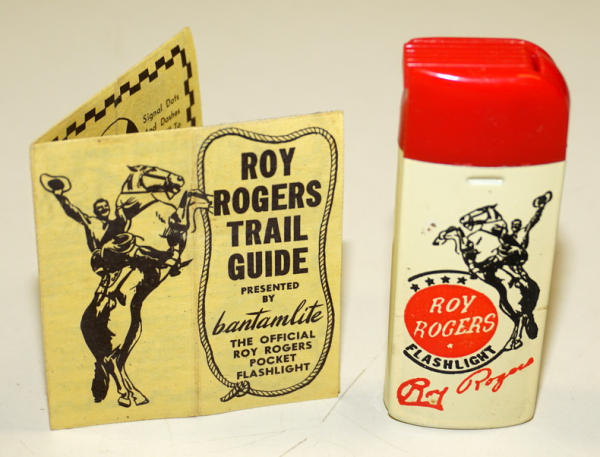 Signal Dots
And Dashes
To
ROY
ROGERS
TRAIL
GUIDE
PRESENTED
BY
bantamlite
THE OFFICIAL
ROY ROGERS
POCKET
FLASHLIGHT
ROY
ROGERS
FLASHLIGHT
Roy Rogers